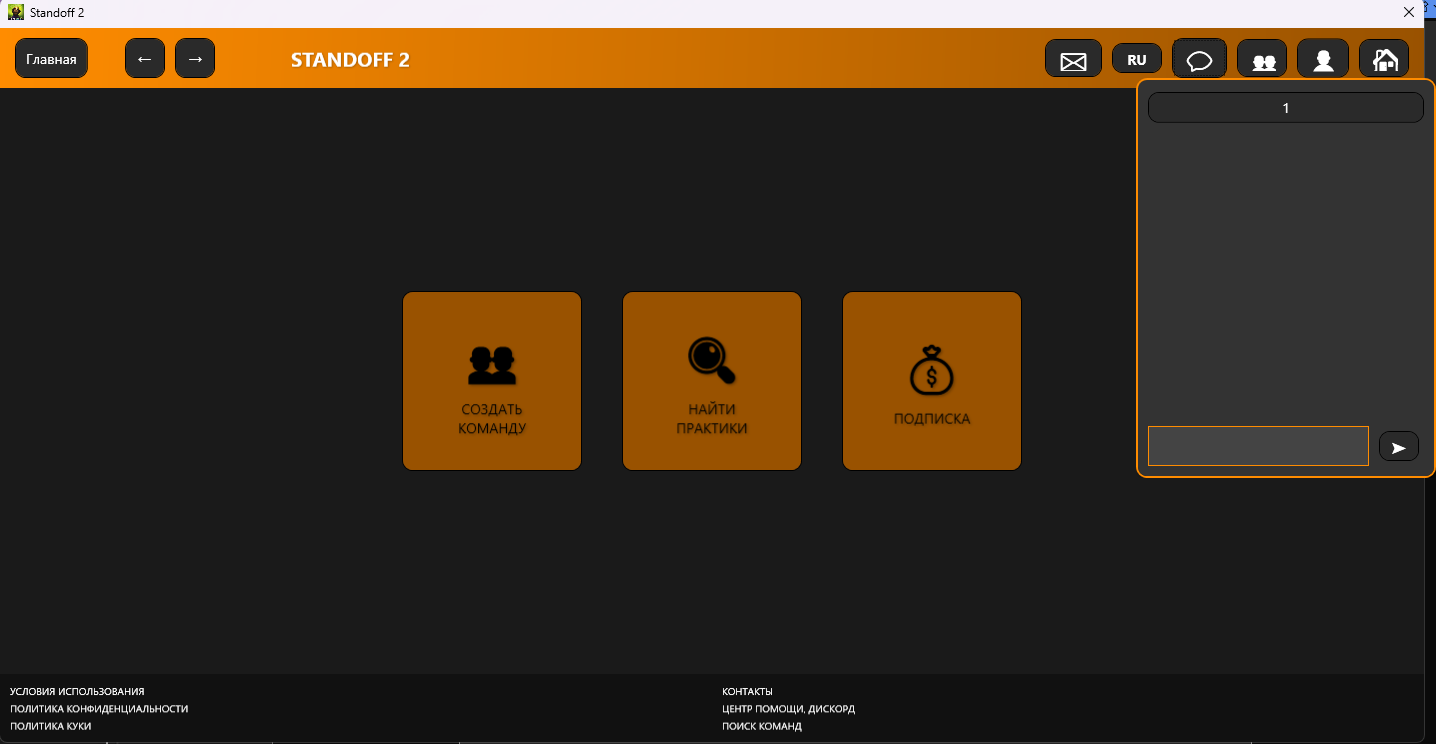 Standoff 2
Главная
←
→
STANDOFF 2
RU
1
СОЗДАТЬ
КОМАНДУ
НАЙТИ
ПРАКТИКИ
ПОДПИСКА
УСЛОВИЯ ИСПОЛЬЗОВАНИЯ
ПОЛИТИКА КОНФИДЕНЦИАЛЬНОСТИ
ПОЛИТИКА КУКИ
КОНТАКТЫ
ЦЕНТР ПОМОЩИ, ДИСКОРД
ПОИСК КОМАНД